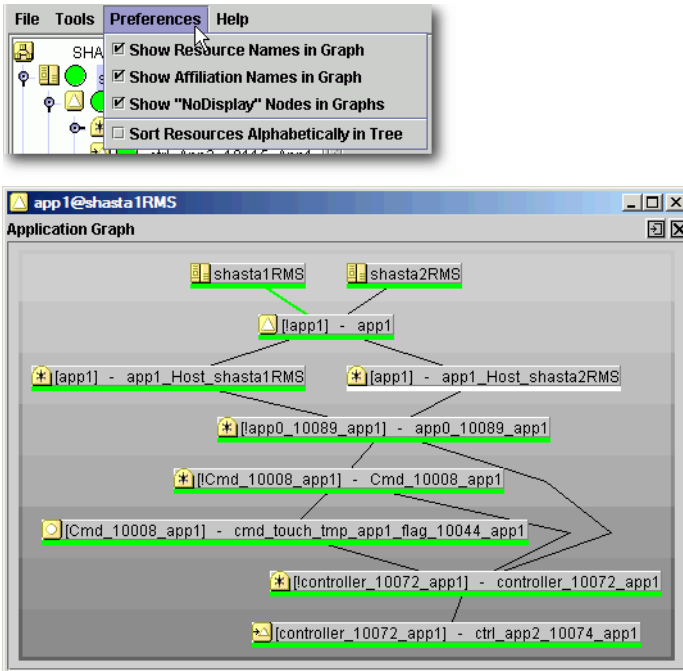 File Tools Preferences Help
SHA
Show Resource Names in Graph
Show Affiliation Names in Graph
Show "NoDisplay" Nodes in Graphs
Sort Resources Alphabetically in Tree
app1@shasta1RMS
Application Graph
shasta1RMS shasta2RMS
[!app1] - app1
[app1] - app1_Host_shasta1RMS [app1] - app1_Host_shasta2RMS
[!app0_10089_app1] - app0_10089_app1
[!Cmd_10008_app1] - Cmd_10008_app1
[Cmd_10008_app1] - cmd_touch_tmp_app1_flag_10044_app1
[!controller_10072_app1] - controller_10072_app1
[controller_10072_app1] - ctrl_app2_10074_app1